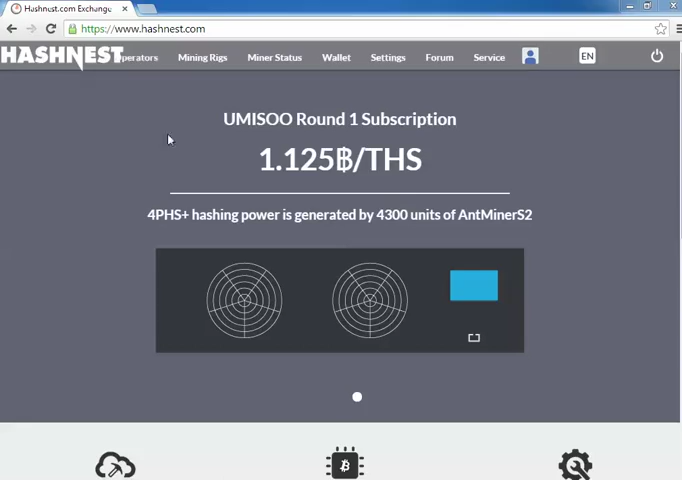 Hashnest.com Exchange
https://www.hashnest.com
HASHNEST
perators Mining Rigs Miner Status Wallet Settings Forum Service EN
UMISOO Round 1 Subscription
1.125฿/THS
4PHS+ hashing power is generated by 4300 units of AntMinerS2